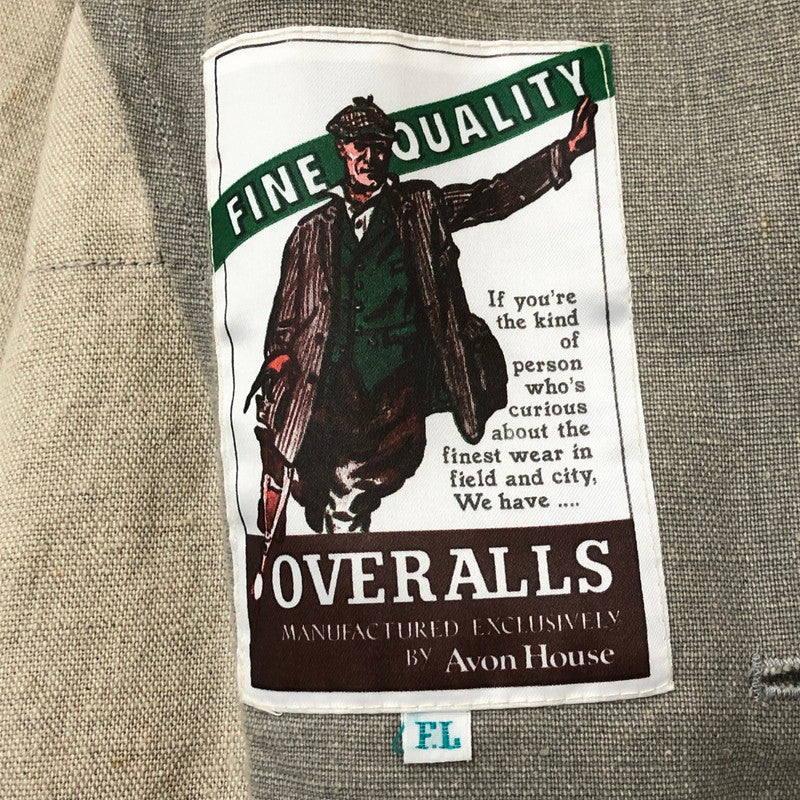 FINE QUALITY
If you're
the kind
of
person
who's
curious
about the
finest wear in
field and city,
We have ....
OVERALLS
MANUFACTURED EXCLUSIVELY
BY Avon House
F.L